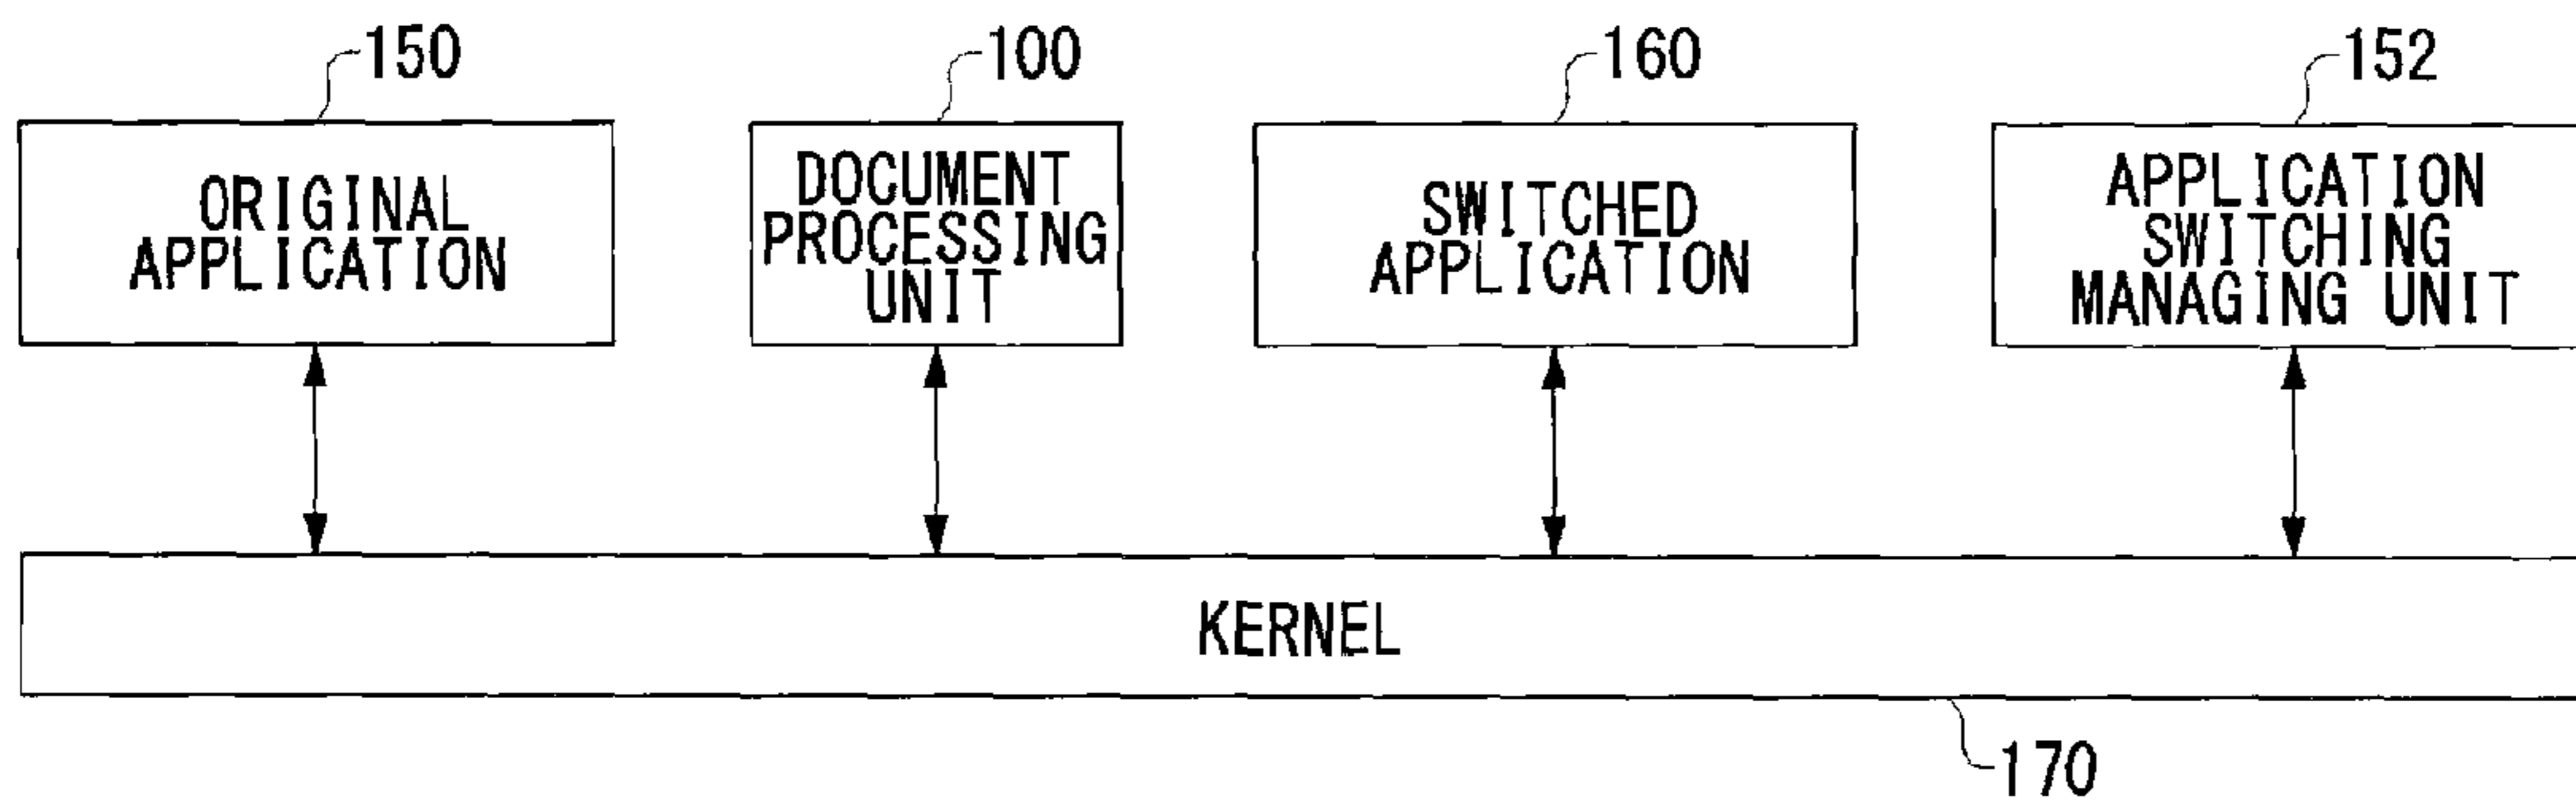 150
100
160
152
ORIGINAL
APPLICATION
DOCUMENT
PROCESSING
UNIT
SWITCHED
APPLICATION
APPLICATION
SWITCHING
MANAGING UNIT
KERNEL
170